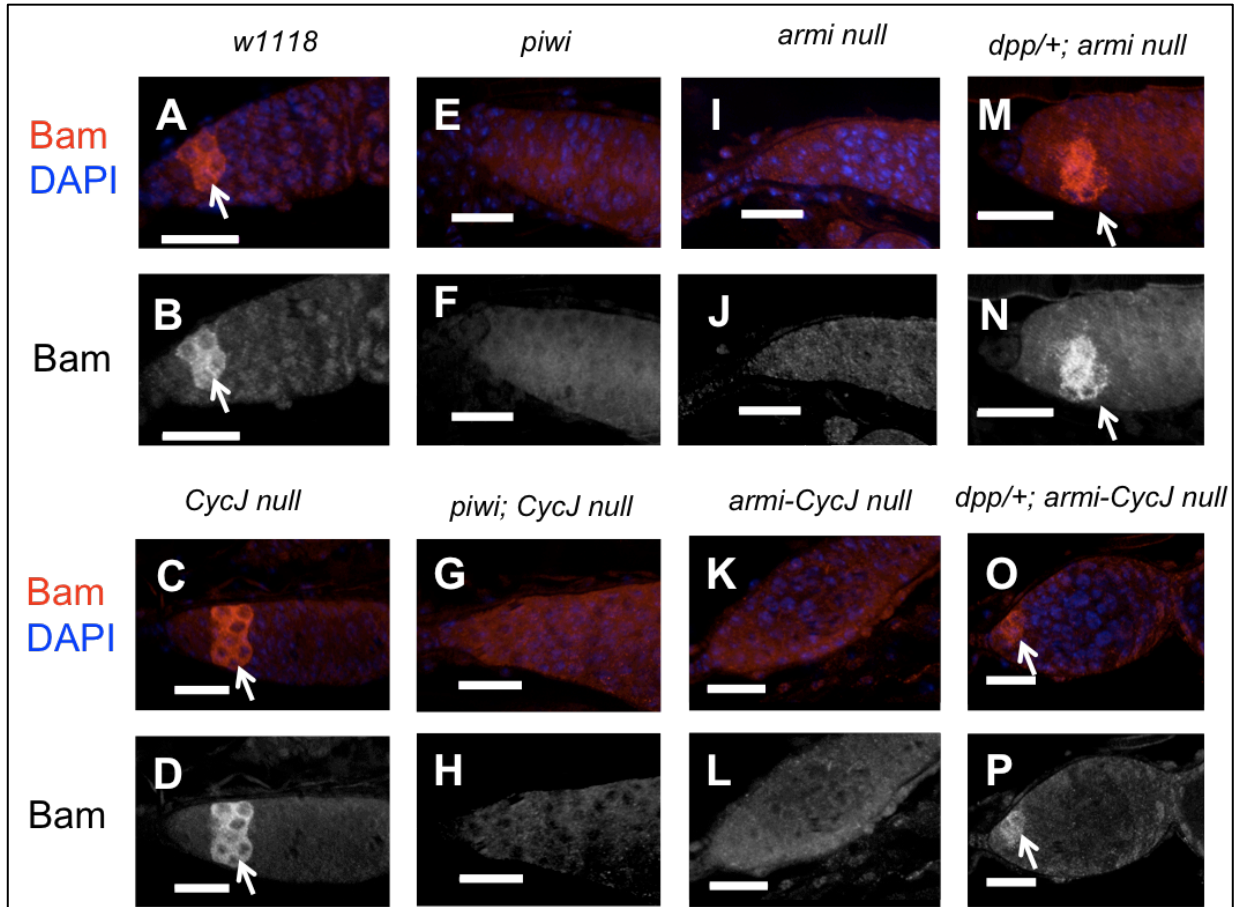 w1118 piwi armi null dpp/+; armi null
A E I M
Bam
DAPI
B F J N
Bam
CycJ null piwi; CycJ null armi-CycJ null dpp/+; armi-CycJ null
C G K O
Bam
DAPI
D H L P
Bam